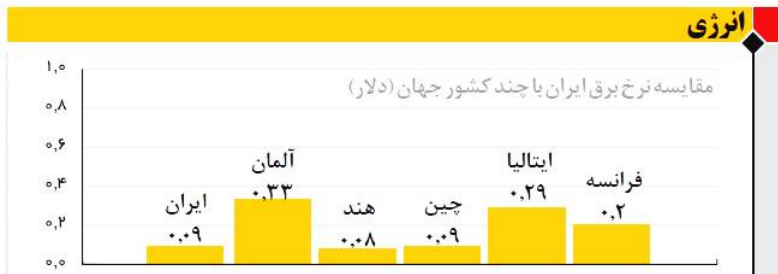 انرژی
مقایسه نرخ برق ایران با چند کشور جهان (دلار)
۱,۰
۰,۸
۰,۶
۰,۴
۰,۲
۰,۰
ایران
۰,۰۹
آلمان
۰,۳۳
هند
۰,۰۸
چین
۰,۰۹
ایتالیا
۰,۲۹
فرانسه
۰,۲